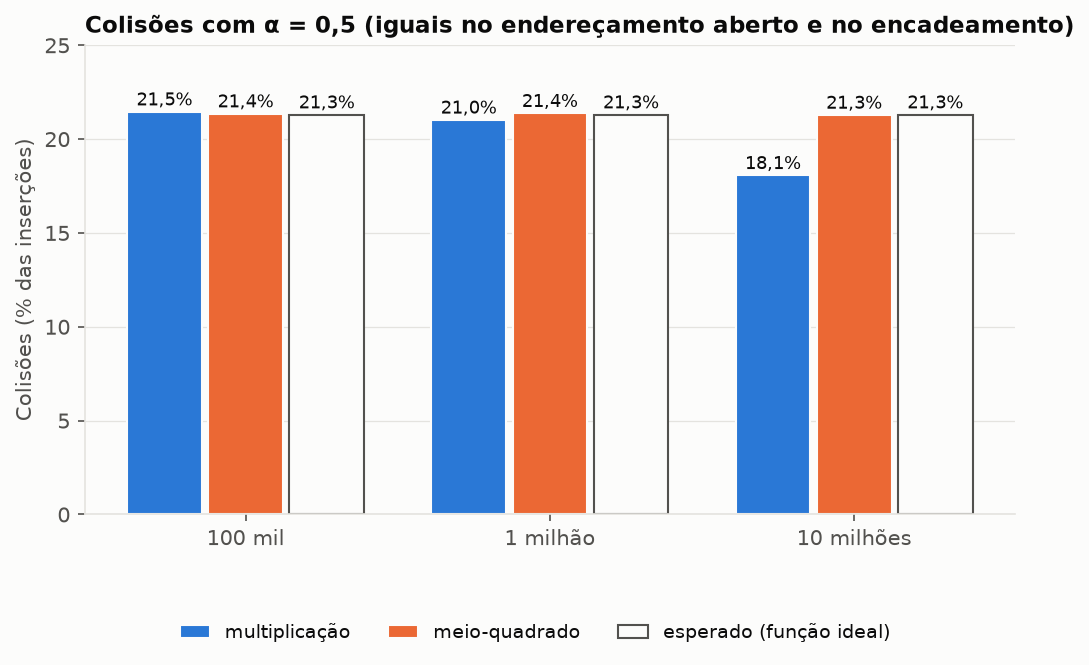 Colisões com α = 0,5 (iguais no endereçamento aberto e no encadeamento)
Colisões (% das inserções)
25
20
15
10
5
0
21,5%
21,4%
21,3%
21,0%
21,4%
21,3%
18,1%
21,3%
21,3%
100 mil
1 milhão
10 milhões
multiplicação
meio-quadrado
esperado (função ideal)